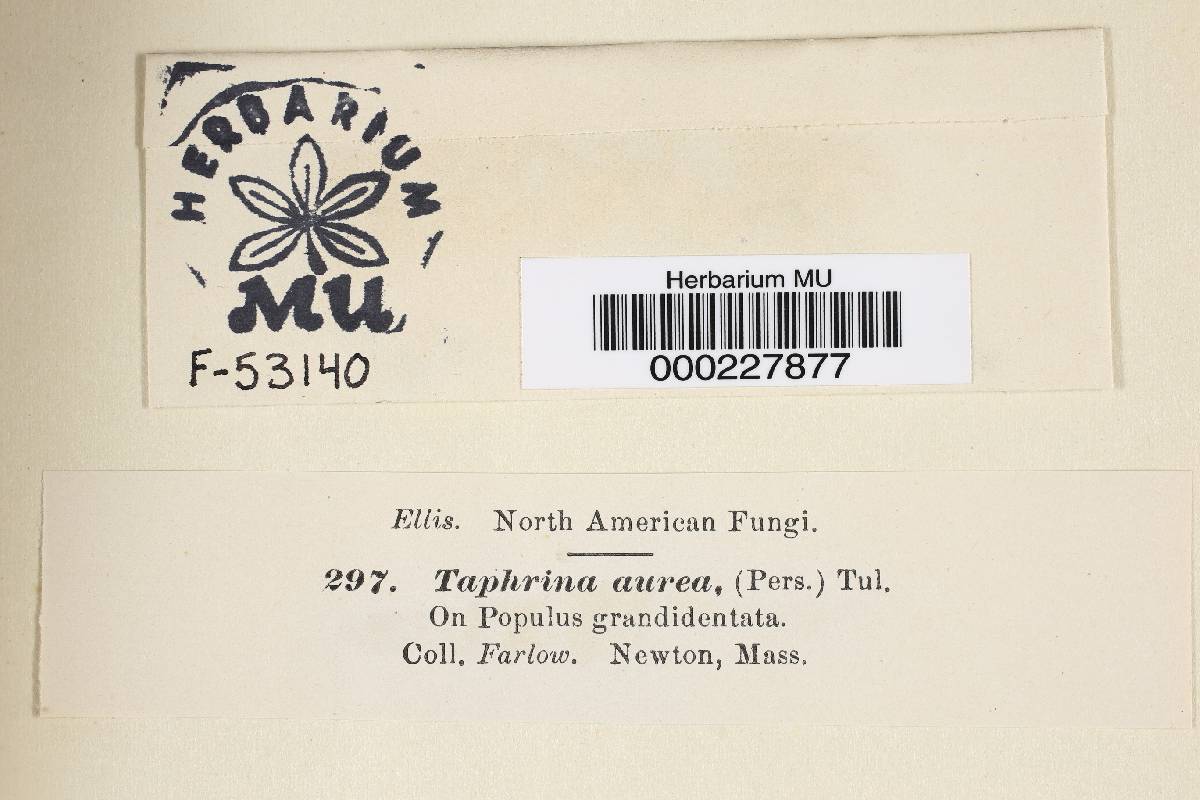 HERBARIUM
MU
F-53140
Herbarium MU
000227877
Ellis. North American Fungi.
297. Taphrina aurea, (Pers.) Tul.
On Populus grandidentata.
Coll. Farlow. Newton, Mass.